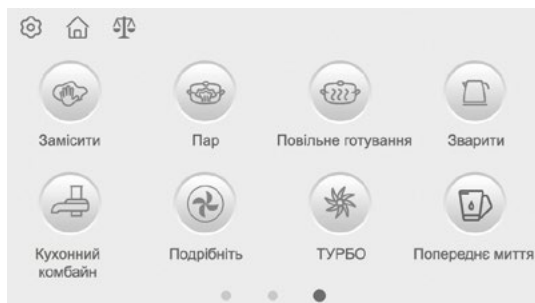 Замісити
Пар
Повільне готування
Зварити
Кухонний
комбайн
Подрібніть
ТУРБО
Попереднє миття